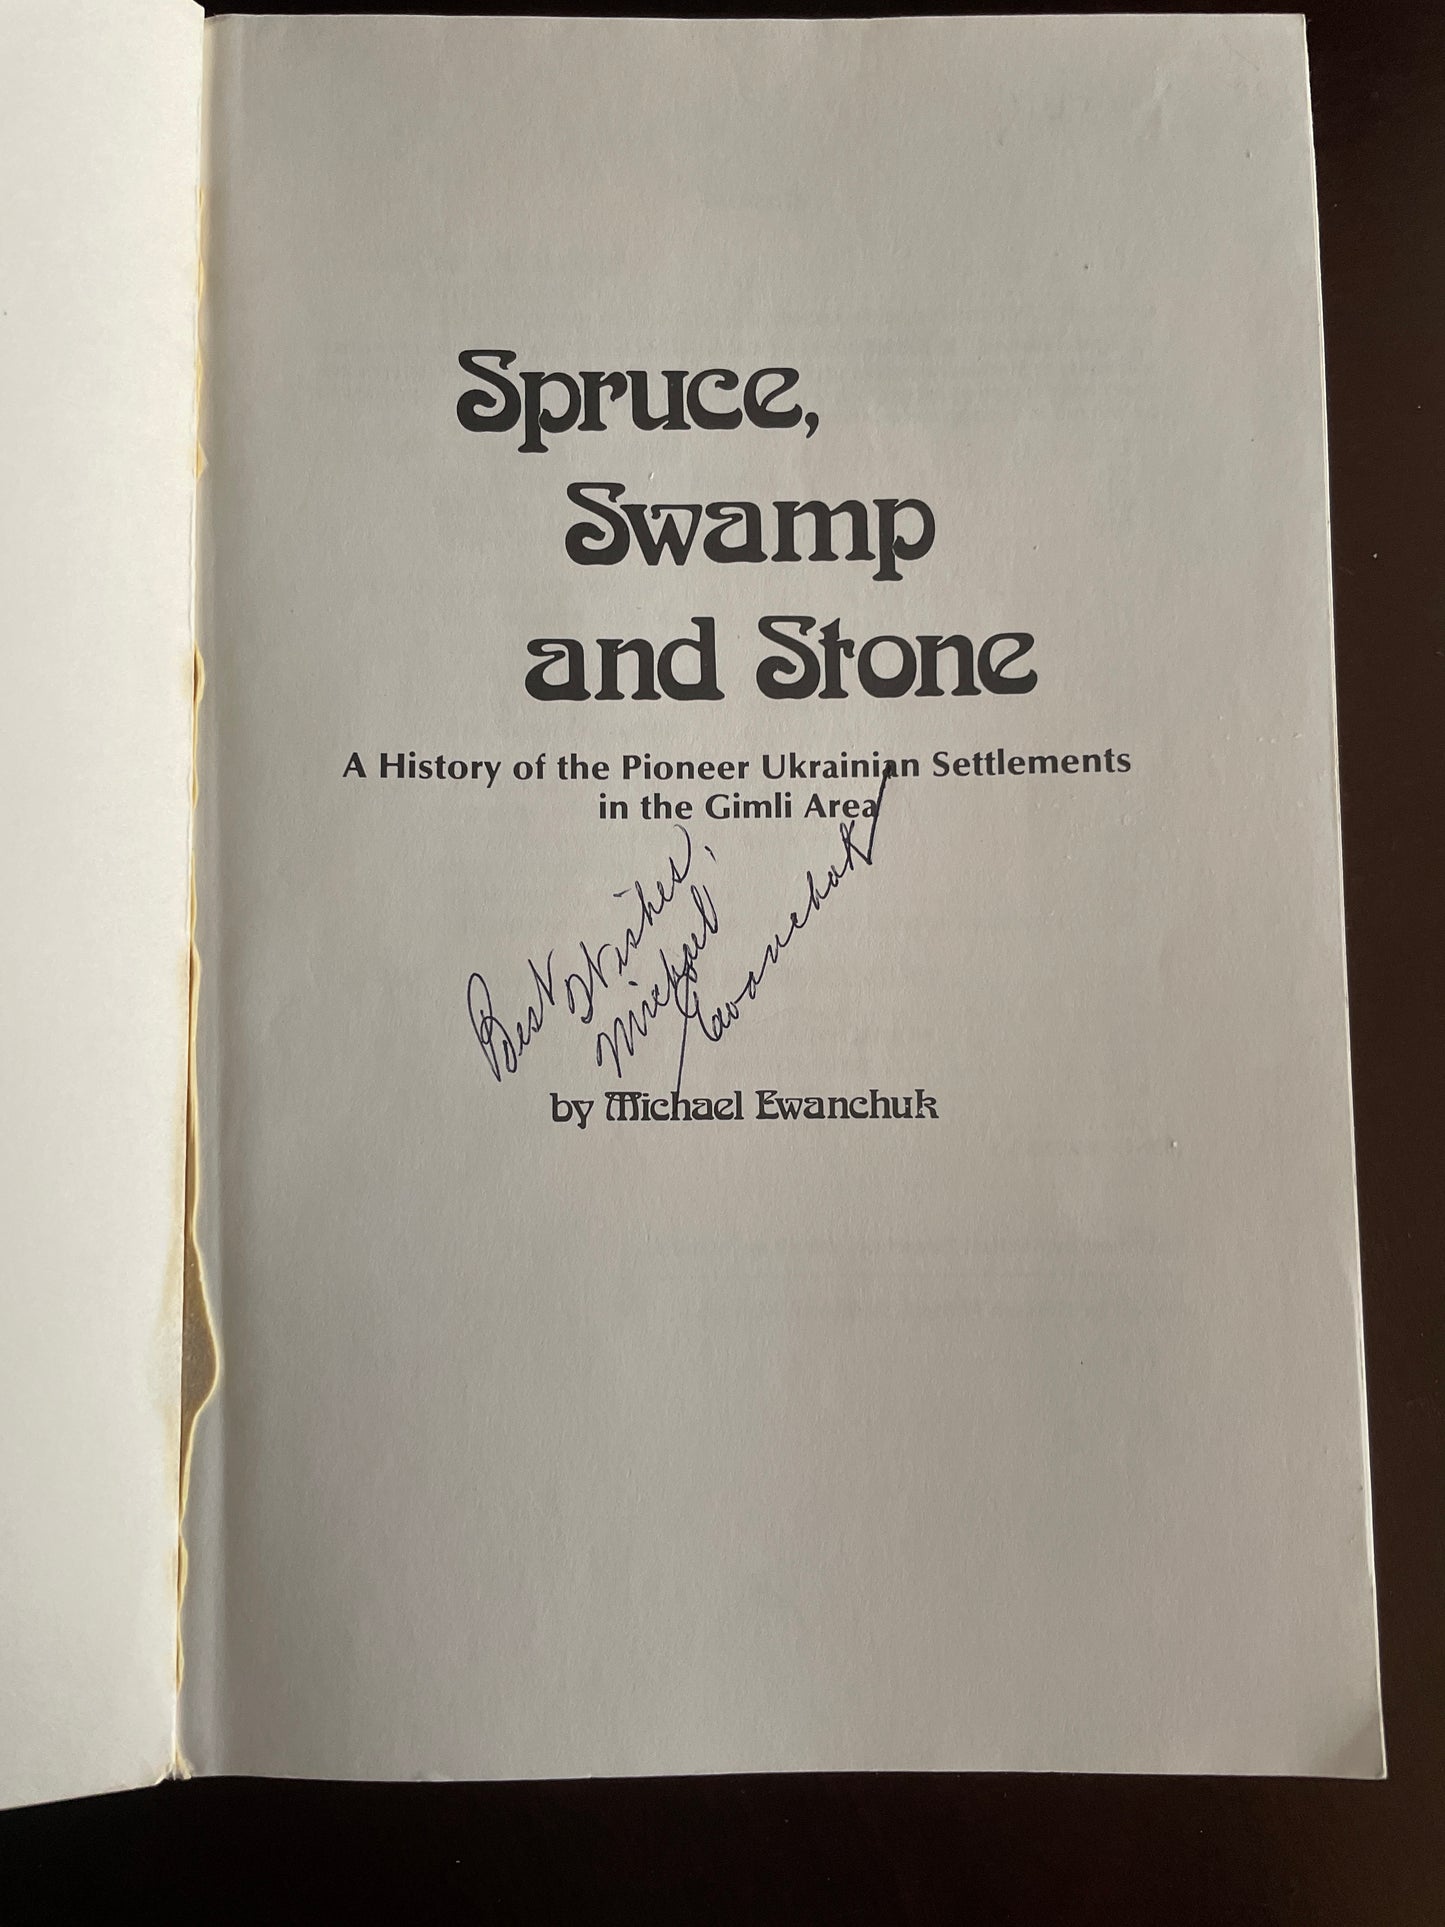 Spruce,
Swamp
and Stone
A History of the Pioneer Ukrainian Settlements
in the Gimli Area
Best Wishes,
Michael
Ewanchuk
by Michael Ewanchuk